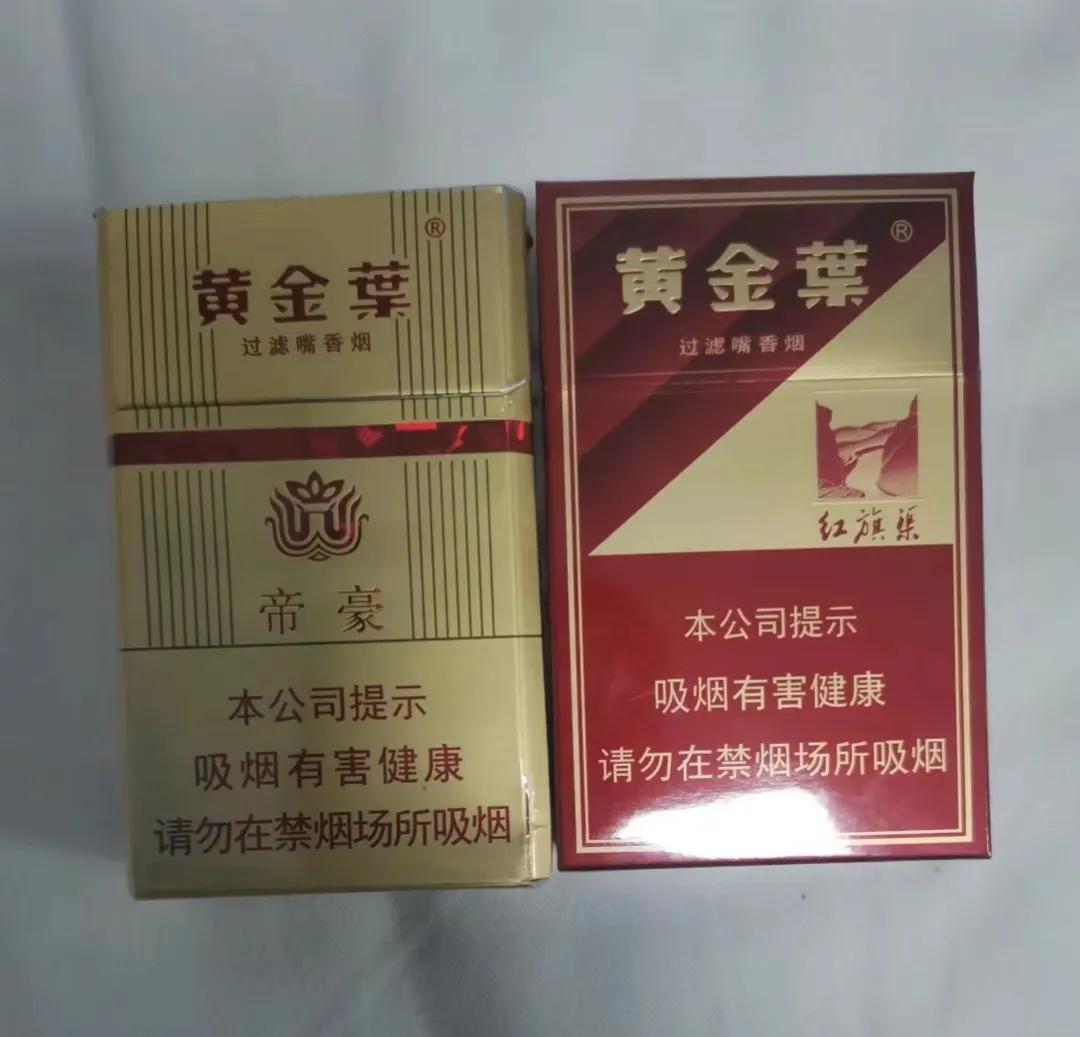 黄金葉®
过滤嘴香烟
帝豪
本公司提示
吸烟有害健康
请勿在禁烟场所吸烟
黄金葉®
过滤嘴香烟
红旗渠
本公司提示
吸烟有害健康
请勿在禁烟场所吸烟